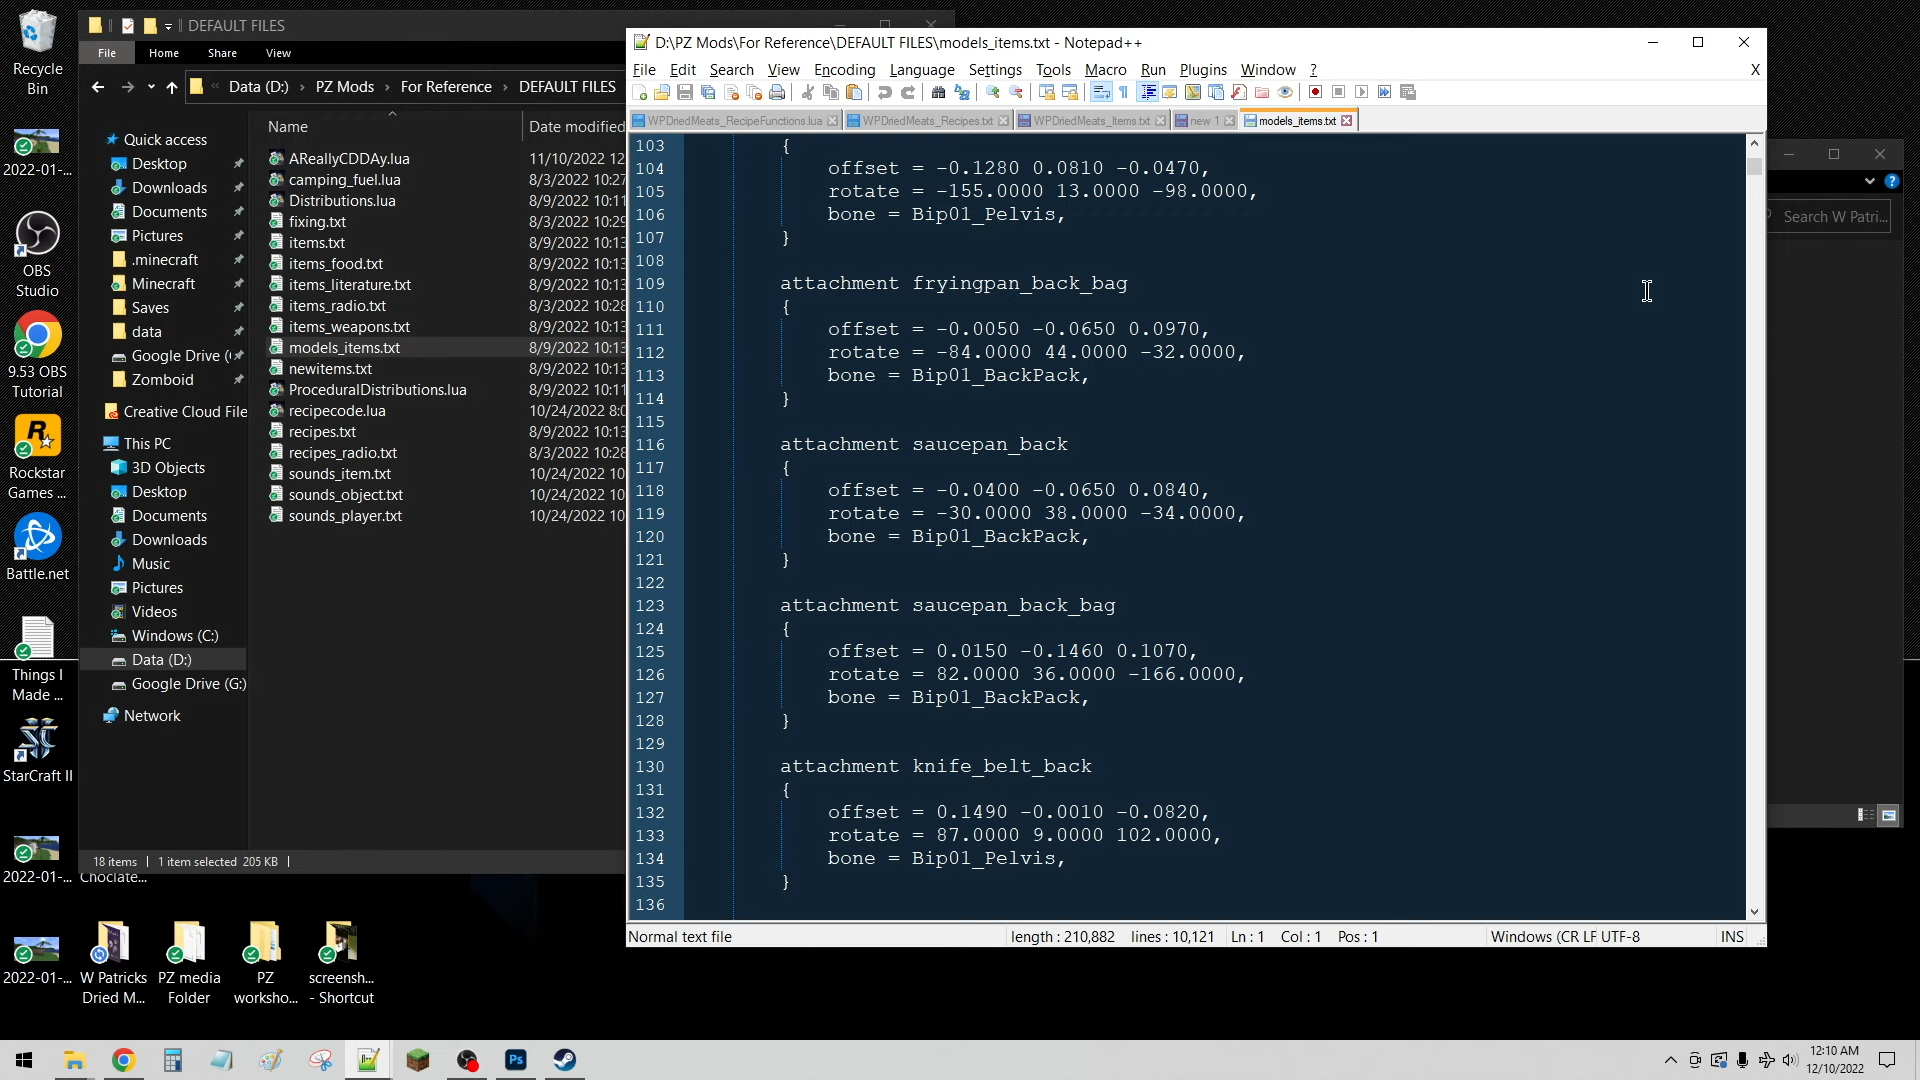 DEFAULT FILES
File Home Share View
Data (D:) PZ Mods For Reference DEFAULT FILES
Name Date modified
Quick access
Desktop
Downloads
Documents
Pictures
.minecraft
Minecraft
Saves
data
Google Drive (
Zomboid
Creative Cloud File
This PC
3D Objects
Desktop
Documents
Downloads
Music
Pictures
Videos
Windows (C:)
Data (D:)
Google Drive (G:)
Network
AReallyCDDAy.lua 11/10/2022 12
camping_fuel.lua 8/3/2022 10:27
Distributions.lua 8/9/2022 10:11
fixing.txt 8/3/2022 10:29
items.txt 8/9/2022 10:13
items_food.txt 8/9/2022 10:13
items_literature.txt 8/9/2022 10:13
items_radio.txt 8/3/2022 10:28
items_weapons.txt 8/9/2022 10:13
models_items.txt 8/9/2022 10:13
newitems.txt 8/9/2022 10:13
ProceduralDistributions.lua 8/9/2022 10:11
recipecode.lua 10/24/2022 8:0
recipes.txt 8/9/2022 10:13
recipes_radio.txt 8/3/2022 10:28
sounds_item.txt 10/24/2022 10
sounds_object.txt 10/24/2022 10
sounds_player.txt 10/24/2022 10
18 items 1 item selected 205 KB
D:\PZ Mods\For Reference\DEFAULT FILES\models_items.txt - Notepad++
File Edit Search View Encoding Language Settings Tools Macro Run Plugins Window ? X
WPDriedMeats_RecipeFunctions.lua WPDriedMeats_Recipes.txt WPDriedMeats_Items.txt new 1 models_items.txt
103 {
104 offset = -0.1280 0.0810 -0.0470,
105 rotate = -155.0000 13.0000 -98.0000,
106 bone = Bip01_Pelvis,
107 }
108
109 attachment fryingpan_back_bag
110 {
111 offset = -0.0050 -0.0650 0.0970,
112 rotate = -84.0000 44.0000 -32.0000,
113 bone = Bip01_BackPack,
114 }
115
116 attachment saucepan_back
117 {
118 offset = -0.0400 -0.0650 0.0840,
119 rotate = -30.0000 38.0000 -34.0000,
120 bone = Bip01_BackPack,
121 }
122
123 attachment saucepan_back_bag
124 {
125 offset = 0.0150 -0.1460 0.1070,
126 rotate = 82.0000 36.0000 -166.0000,
127 bone = Bip01_BackPack,
128 }
129
130 attachment knife_belt_back
131 {
132 offset = 0.1490 -0.0010 -0.0820,
133 rotate = 87.0000 9.0000 102.0000,
134 bone = Bip01_Pelvis,
135 }
136
Normal text file length : 210,882 lines : 10,121 Ln : 1 Col : 1 Pos : 1 Windows (CR LF UTF-8 INS
Search W Patri...
Recycle
Bin
2022-01-...
OBS
Studio
9.53 OBS
Tutorial
Rockstar
Games ...
Battle.net
Things I
Made ...
StarCraft II
2022-01-... Choclate...
2022-01-...
W Patricks
Dried M...
PZ media
Folder
PZ
worksho...
screensh...
- Shortcut
Ps
12:10 AM
12/10/2022